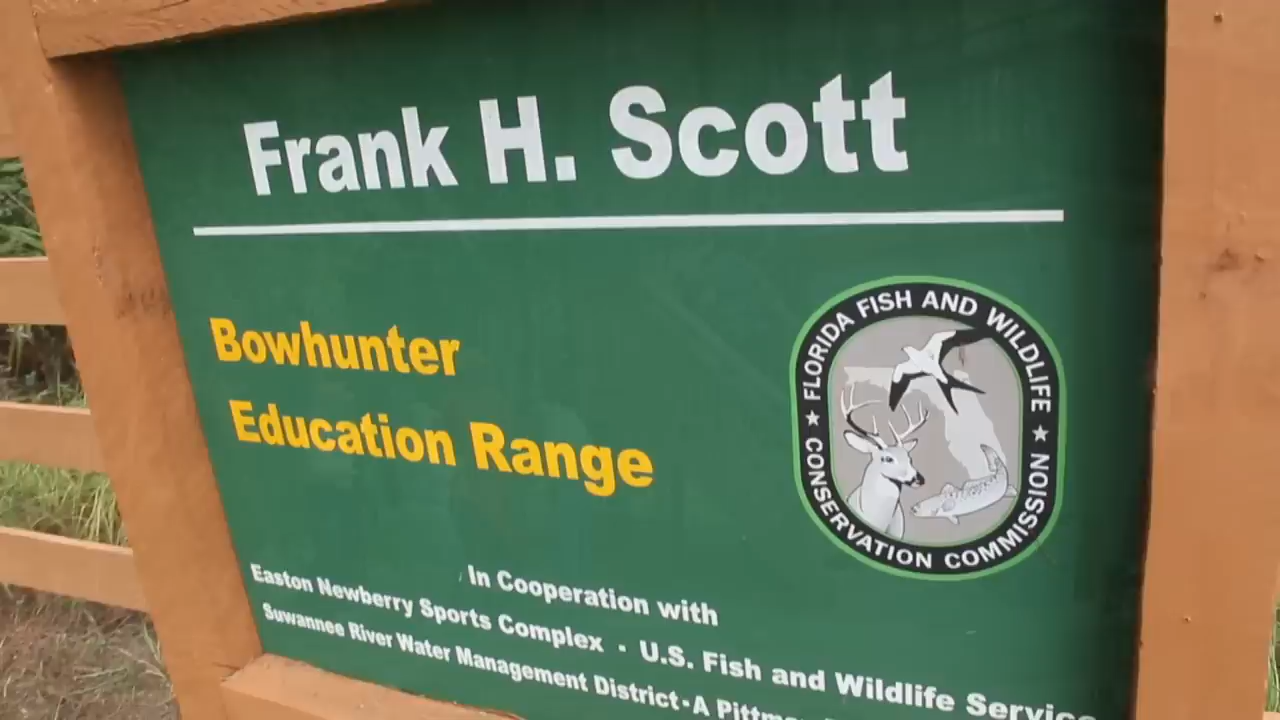 Frank H. Scott
Bowhunter
Education Range
FLORIDA FISH AND WILDLIFE
CONSERVATION COMMISSION
In Cooperation with
Easton Newberry Sports Complex · U.S. Fish and Wildlife Service
Suwannee River Water Management District · A